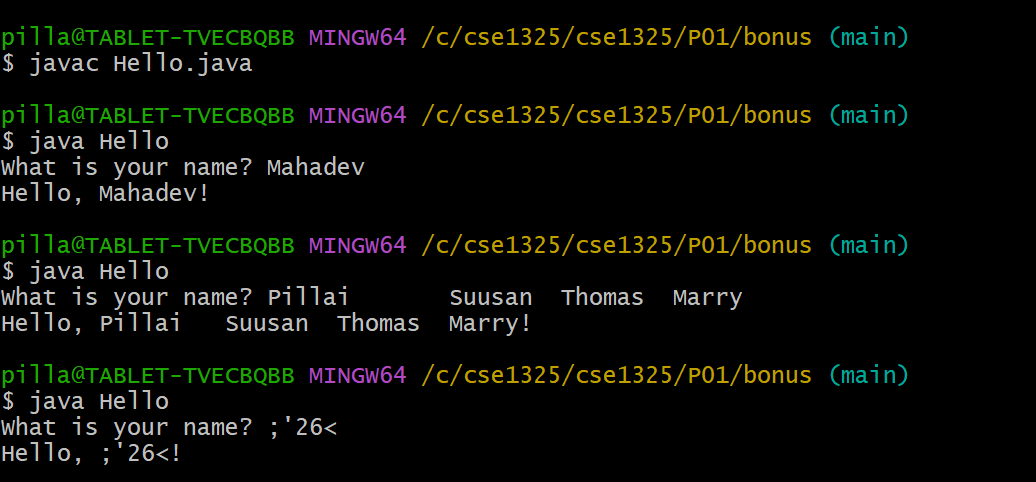 pilla@TABLET-TVECBQBB MINGW64 /c/cse1325/cse1325/P01/bonus (main)
$ javac Hello.java
pilla@TABLET-TVECBQBB MINGW64 /c/cse1325/cse1325/P01/bonus (main)
$ java Hello
What is your name? Mahadev
Hello, Mahadev!
pilla@TABLET-TVECBQBB MINGW64 /c/cse1325/cse1325/P01/bonus (main)
$ java Hello
What is your name? Pillai       Suusan  Thomas  Marry
Hello, Pillai   Suusan  Thomas  Marry!
pilla@TABLET-TVECBQBB MINGW64 /c/cse1325/cse1325/P01/bonus (main)
$ java Hello
What is your name? ;'26<
Hello, ;'26<!